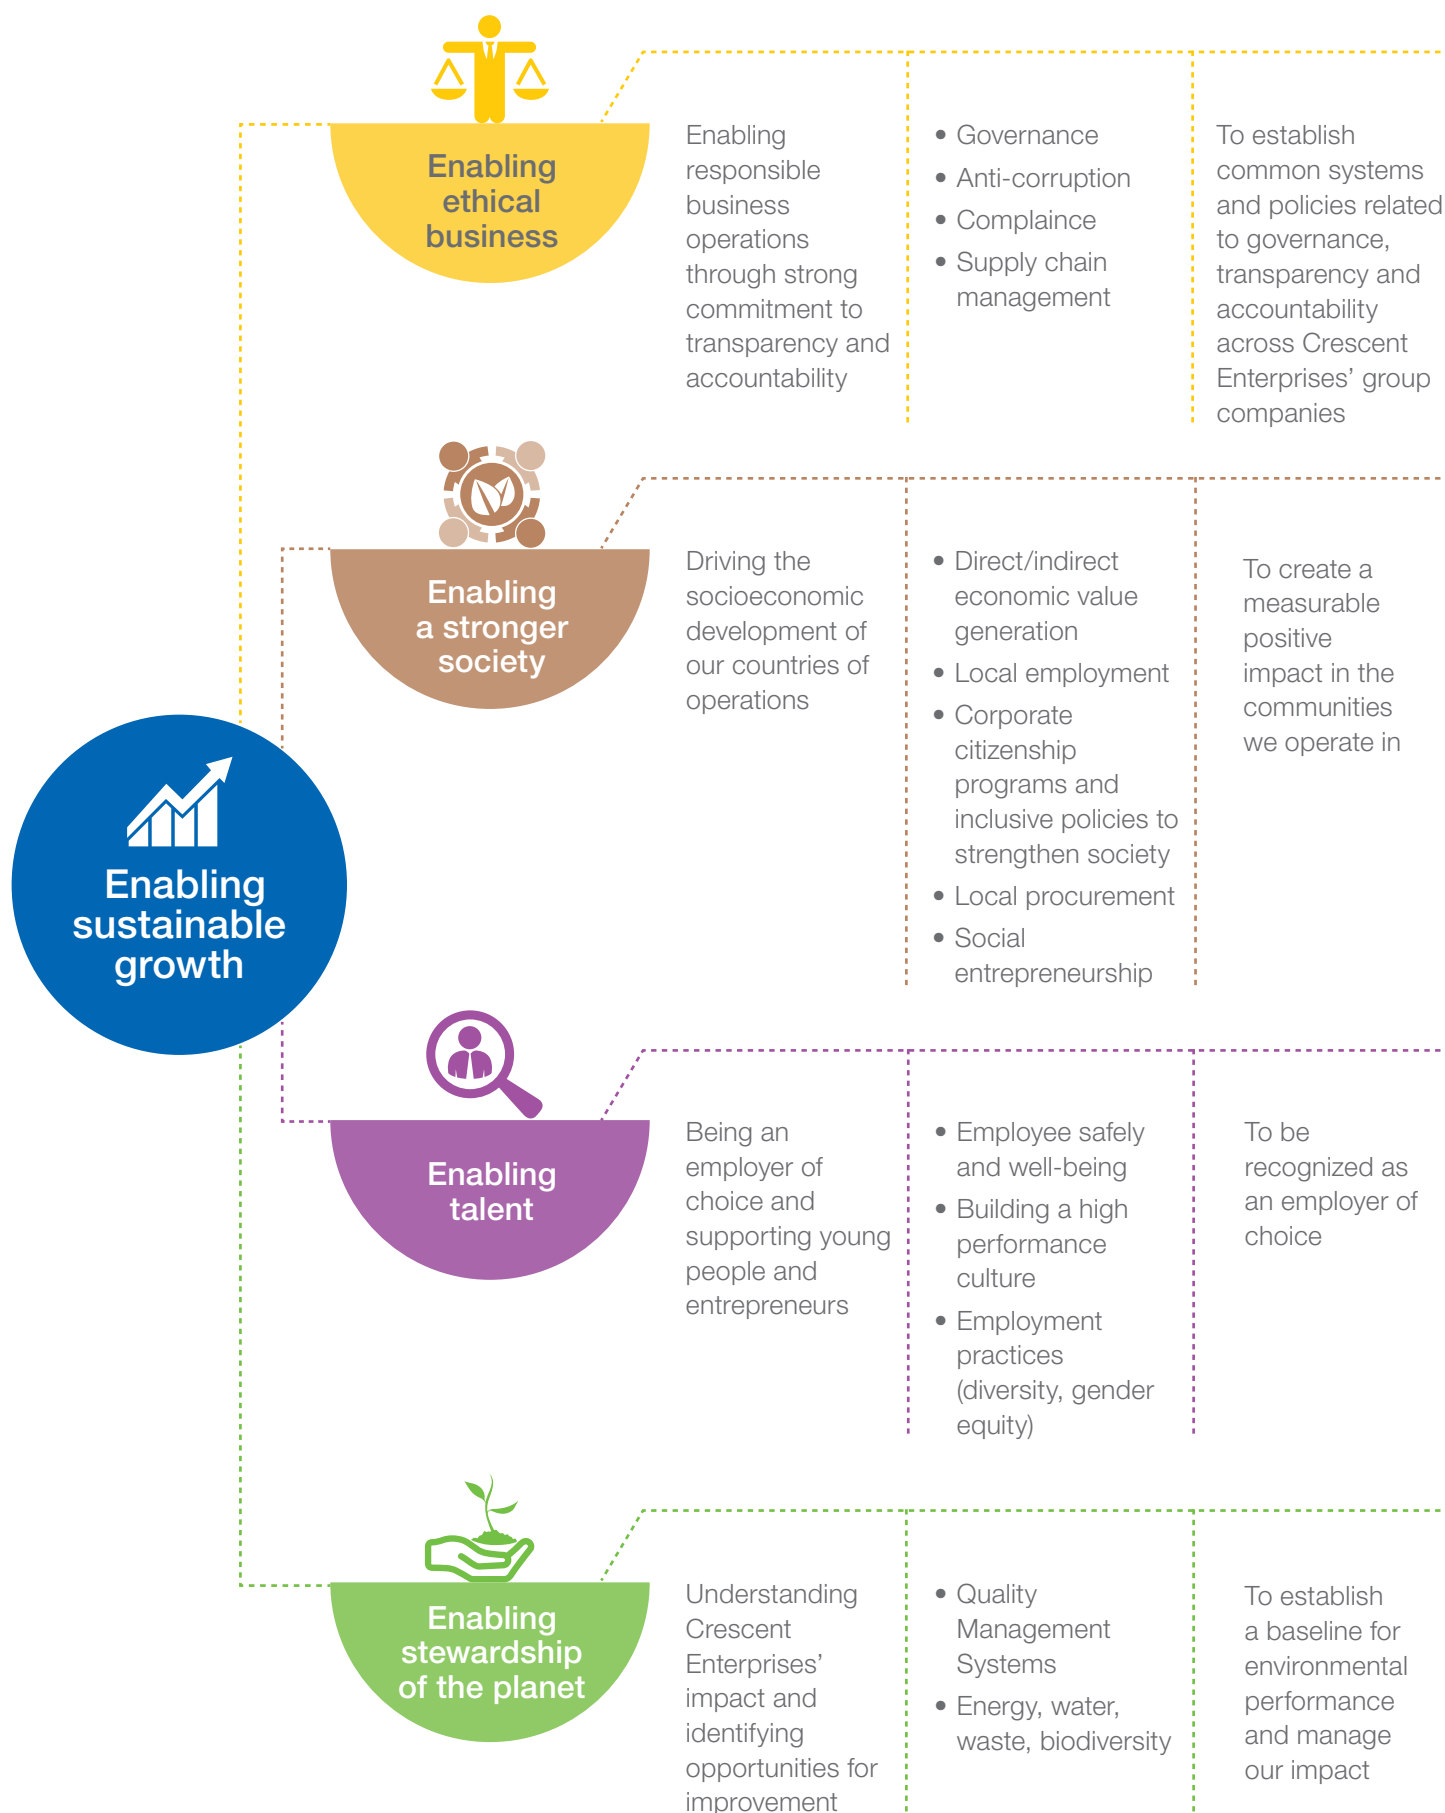 Enabling
sustainable
growth
Enabling
ethical
business
Enabling
responsible
business
operations
through strong
commitment to
transparency and
accountability
• Governance
• Anti-corruption
• Complaince
• Supply chain
management
To establish
common systems
and policies related
to governance,
transparency and
accountability
across Crescent
Enterprises’ group
companies
Enabling
a stronger
society
Driving the
socioeconomic
development of
our countries of
operations
• Direct/indirect
economic value
generation
• Local employment
• Corporate
citizenship
programs and
inclusive policies to
strengthen society
• Local procurement
• Social
entrepreneurship
To create a
measurable
positive
impact in the
communities
we operate in
Enabling
talent
Being an
employer of
choice and
supporting young
people and
entrepreneurs
• Employee safely
and well-being
• Building a high
performance
culture
• Employment
practices
(diversity, gender
equity)
To be
recognized as
an employer of
choice
Enabling
stewardship
of the planet
Understanding
Crescent
Enterprises’
impact and
identifying
opportunities for
improvement
• Quality
Management
Systems
• Energy, water,
waste, biodiversity
To establish
a baseline for
environmental
performance
and manage
our impact